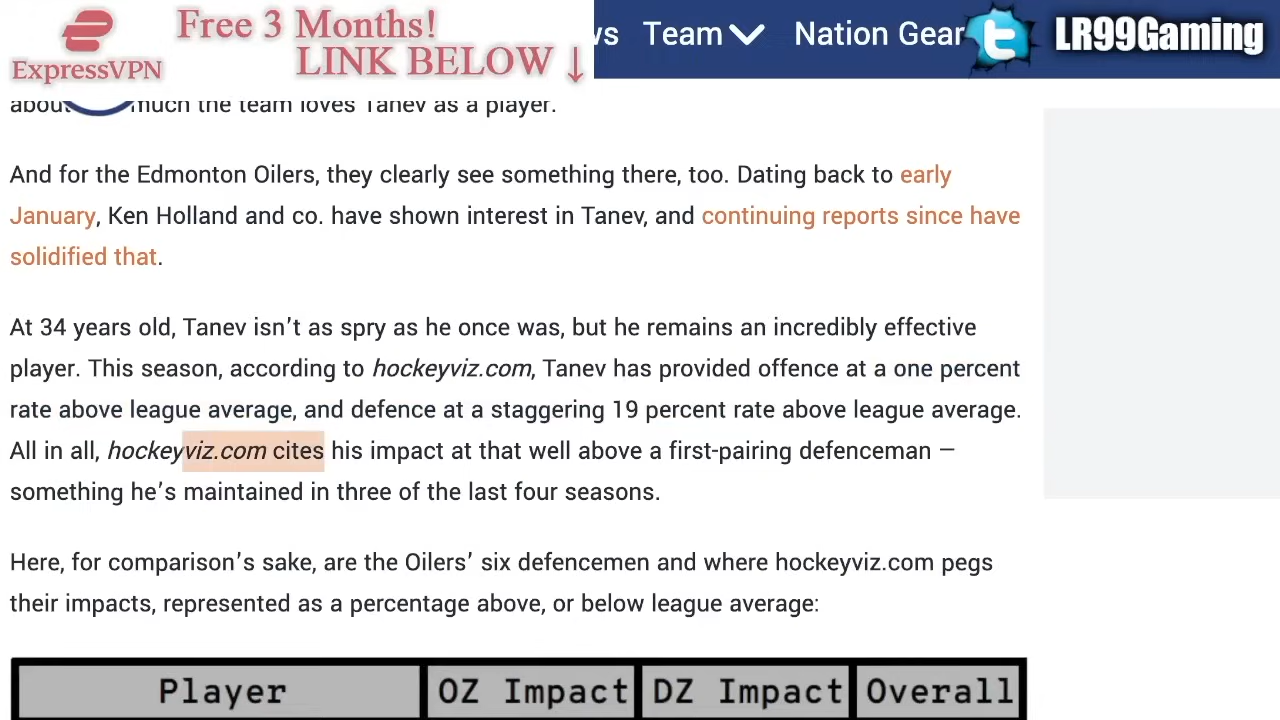 ExpressVPN
Free 3 Months!
LINK BELOW ↓
vs Team Nation Gear
LR99Gaming
about much the team loves Tanev as a player.
And for the Edmonton Oilers, they clearly see something there, too. Dating back to early
January, Ken Holland and co. have shown interest in Tanev, and continuing reports since have
solidified that.
At 34 years old, Tanev isn’t as spry as he once was, but he remains an incredibly effective
player. This season, according to hockeyviz.com, Tanev has provided offence at a one percent
rate above league average, and defence at a staggering 19 percent rate above league average.
All in all, hockeyviz.com cites his impact at that well above a first-pairing defenceman —
something he’s maintained in three of the last four seasons.
Here, for comparison’s sake, are the Oilers’ six defencemen and where hockeyviz.com pegs
their impacts, represented as a percentage above, or below league average:
Player OZ Impact DZ Impact Overall